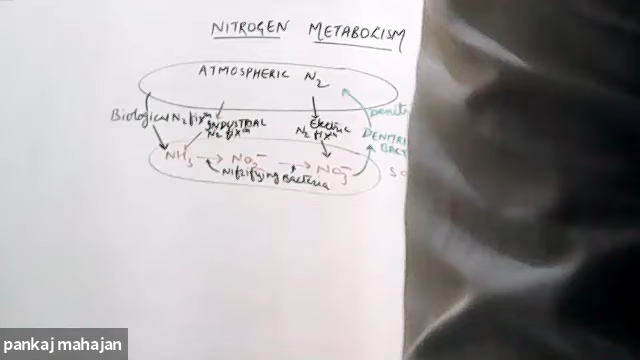 NITROGEN METABOLISM
ATMOSPHERIC N₂
Biological N₂ fixⁿ
INDUSTRIAL
N₂ fixⁿ
Electric
N₂ fixⁿ
NH₃ → NO₂⁻ → NO₃⁻
Nitrifying Bacteria
pankaj mahajan